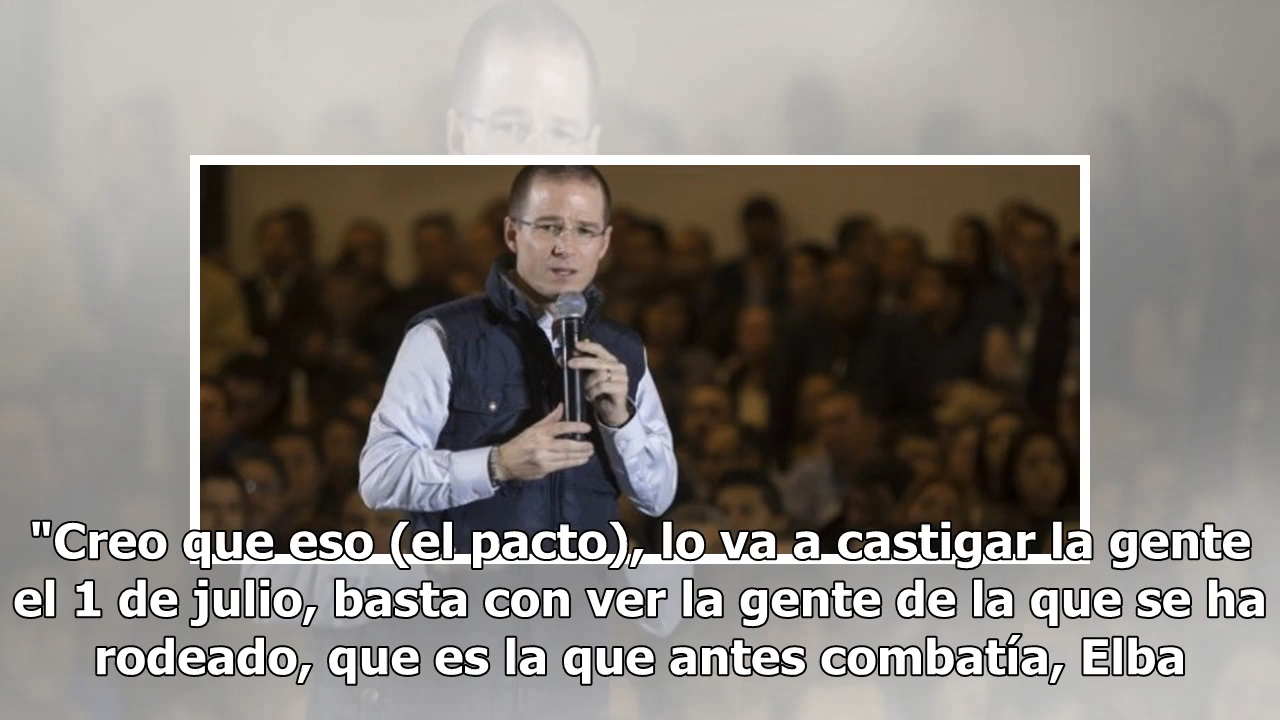 "Creo que eso (el pacto), lo va a castigar la gente
el 1 de julio, basta con ver la gente de la que se ha
rodeado, que es la que antes combatía, Elba